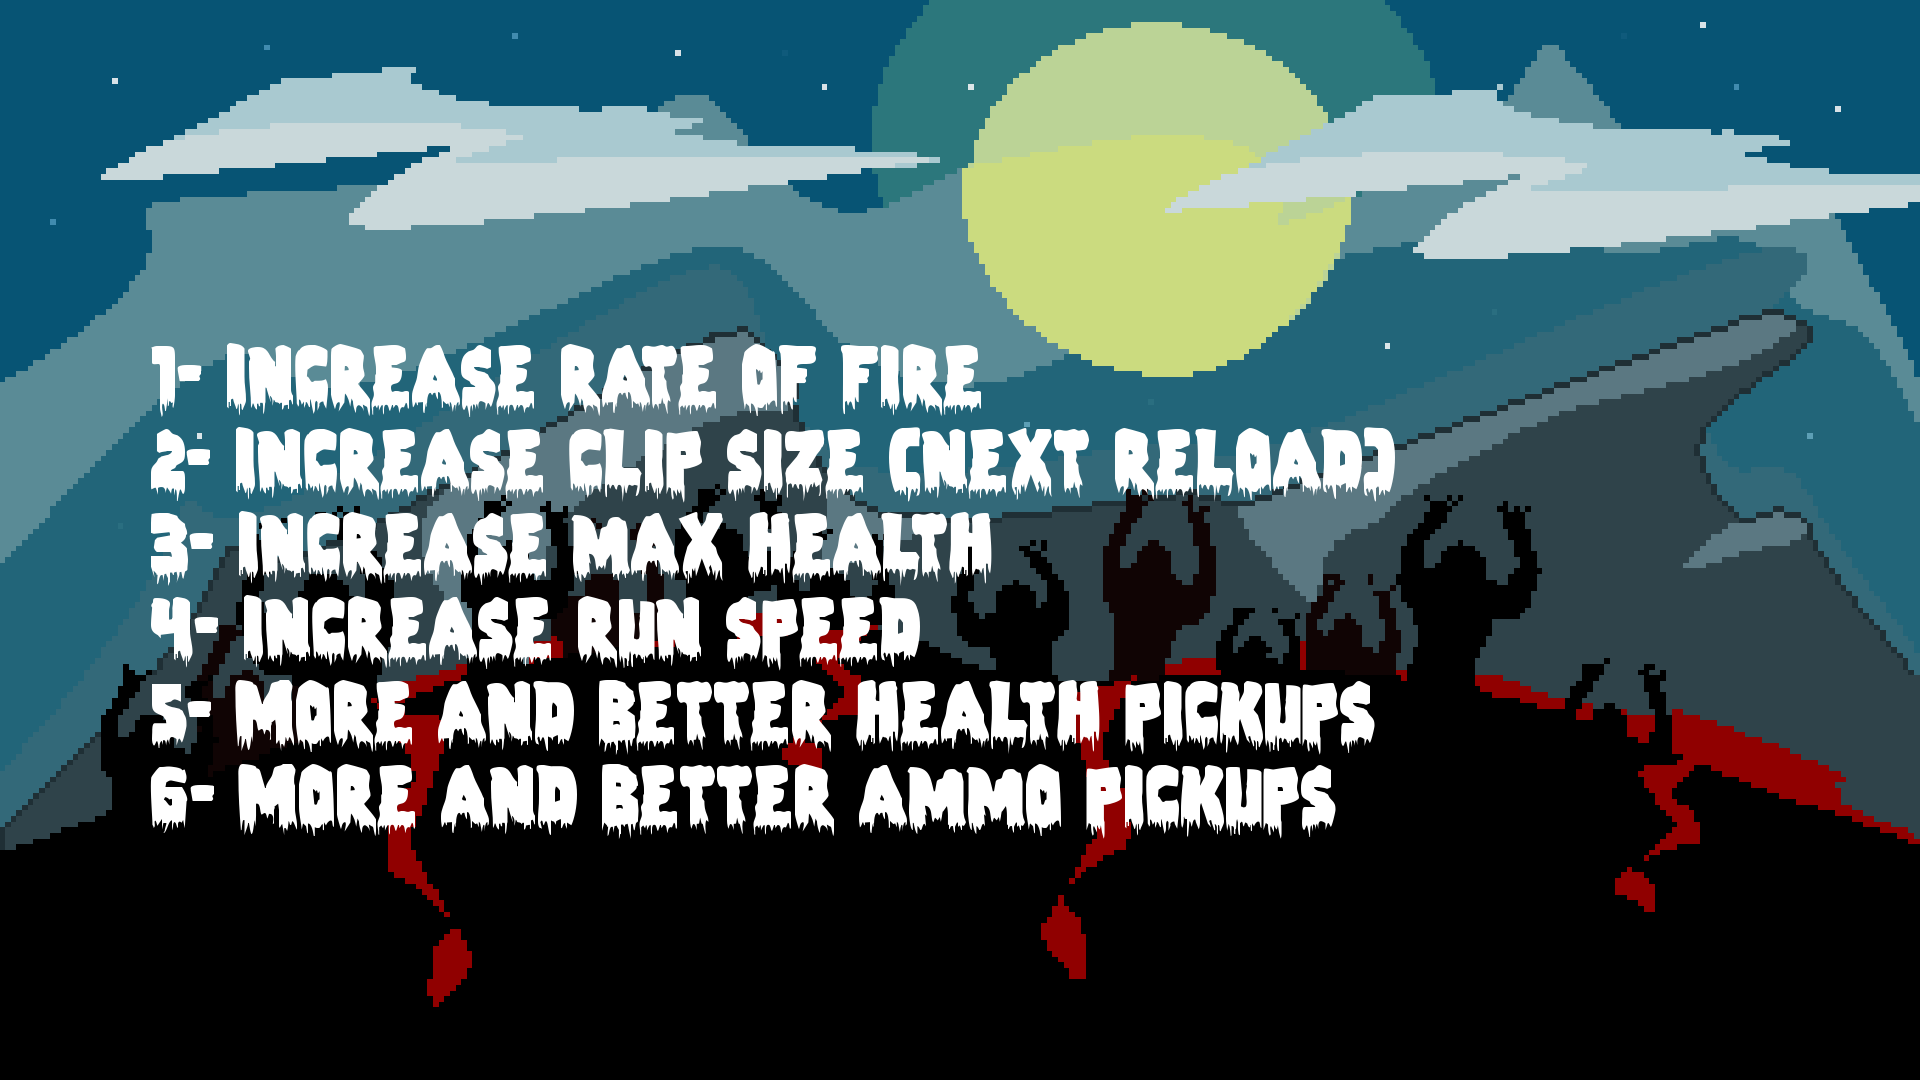 1- INCREASE RATE OF FIRE
2- INCREASE CLIP SIZE (NEXT RELOAD)
3- INCREASE MAX HEALTH
4- INCREASE RUN SPEED
5- MORE AND BETTER HEALTH PICKUPS
6- MORE AND BETTER AMMO PICKUPS